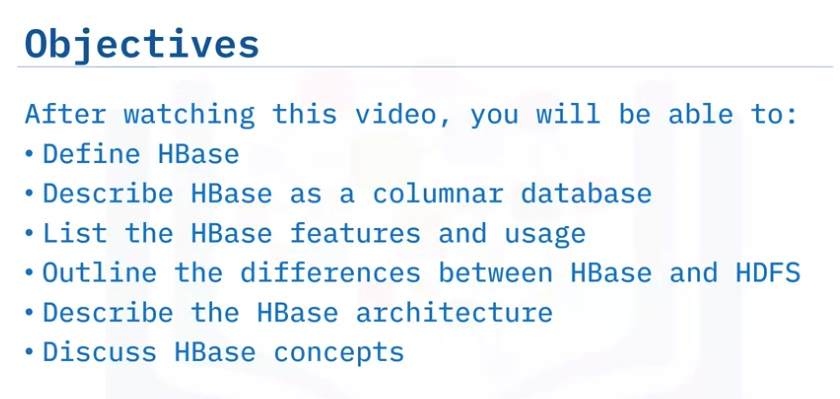 Objectives
After watching this video, you will be able to:
• Define HBase
• Describe HBase as a columnar database
• List the HBase features and usage
• Outline the differences between HBase and HDFS
• Describe the HBase architecture
• Discuss HBase concepts